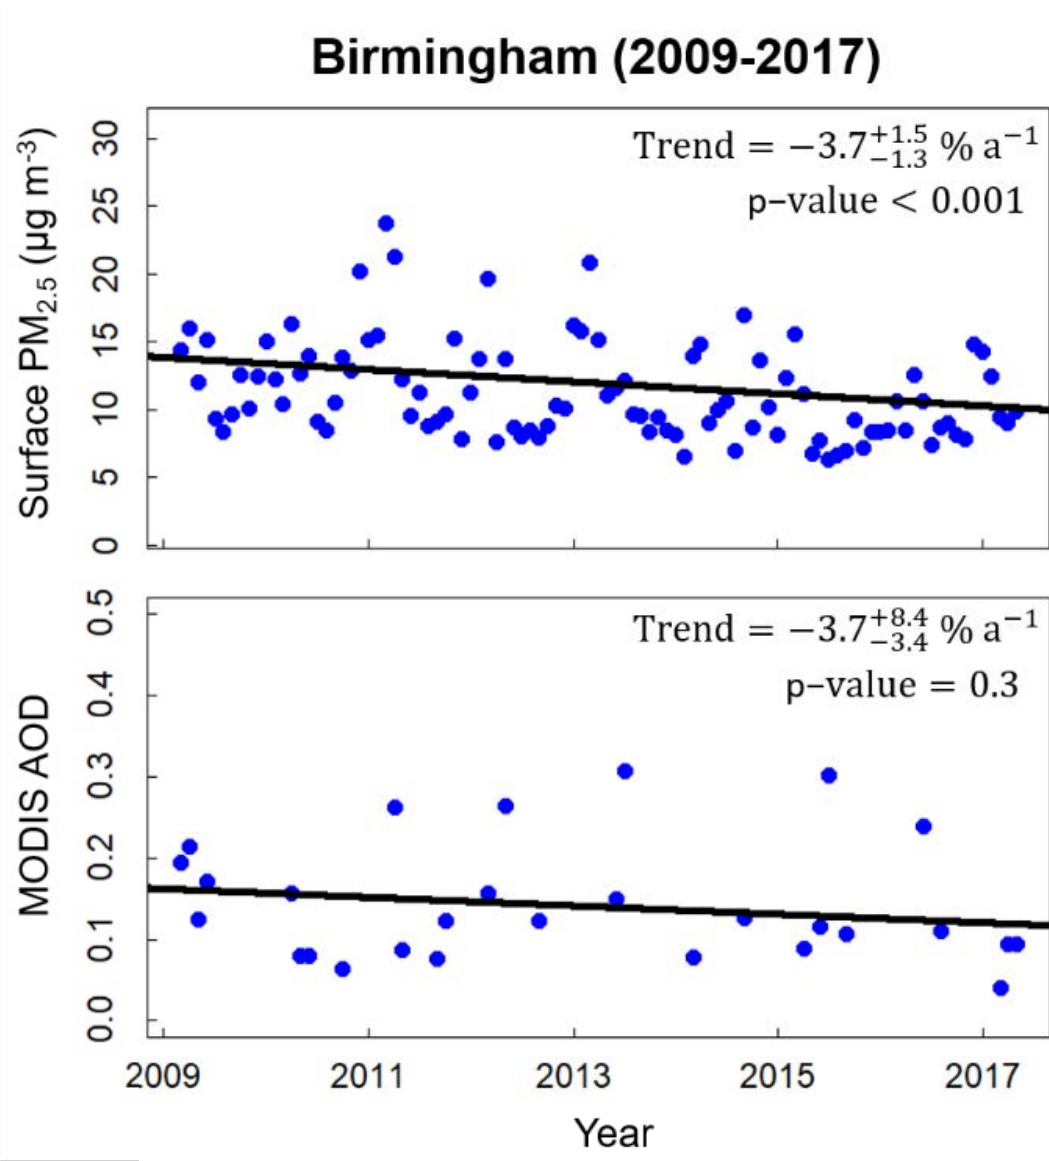 Birmingham (2009-2017)
Surface PM₂.₅ (µg m⁻³)
30
25
20
15
10
5
0
Trend = −3.7⁺¹·⁵₋₁.₃ % a⁻¹
p−value < 0.001
MODIS AOD
0.5
0.4
0.3
0.2
0.1
0.0
Trend = −3.7⁺⁸·⁴₋₃.₄ % a⁻¹
p−value = 0.3
2009 2011 2013 2015 2017
Year